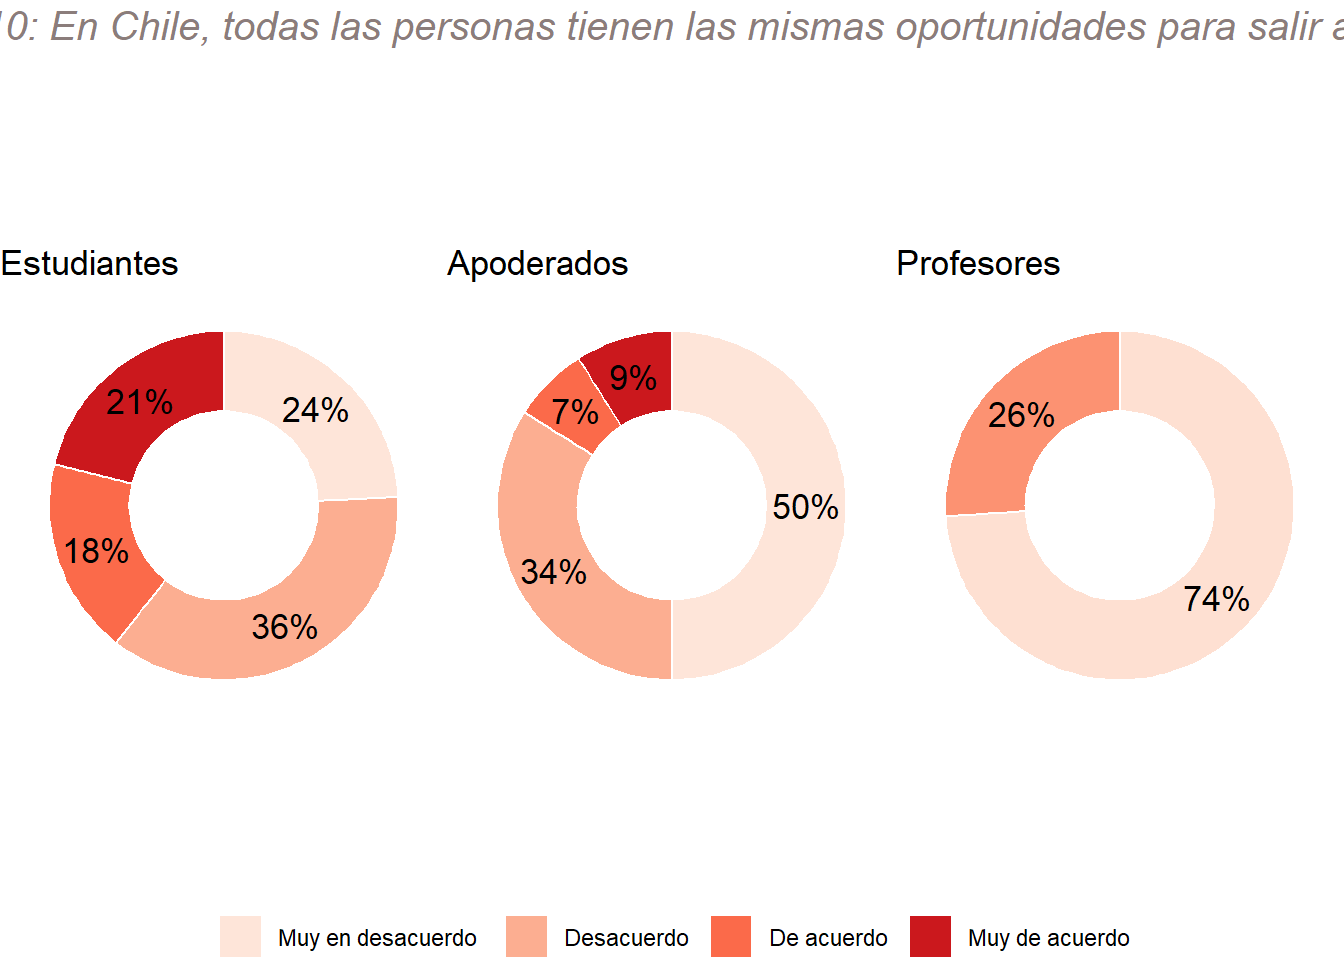 0: En Chile, todas las personas tienen las mismas oportunidades para salir a
Estudiantes
Apoderados
Profesores
21%
24%
18%
36%
9%
7%
50%
34%
26%
74%
Muy en desacuerdo
Desacuerdo
De acuerdo
Muy de acuerdo